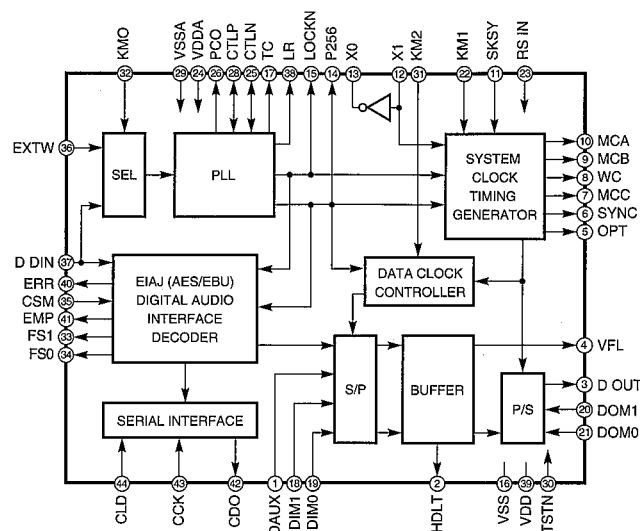 KMO
VSSA
VDDA
PCO
CTLP
CTLN
TC
LR
LOCKN
P256
X0
X1
KM2
KM1
SKSY
RS IN
32
29
24
26
28
25
17
38
15
14
13
12
31
22
11
23
EXTW 36
SEL
PLL
SYSTEM
CLOCK
TIMING
GENERATOR
10 MCA
9 MCB
8 WC
7 MCC
6 SYNC
5 OPT
D DIN 37
ERR 40
CSM 35
EMP 41
FS1 33
FS0 34
EIAJ (AES/EBU)
DIGITAL AUDIO
INTERFACE
DECODER
DATA CLOCK
CONTROLLER
S/P
BUFFER
P/S
4 VFL
3 D OUT
20 DOM1
21 DOM0
SERIAL INTERFACE
44
43
42
1
18
19
2
16
39
30
CLD
CCK
CDO
DAUX
DIM1
DIM0
HDLT
VSS
VDD
TSTN